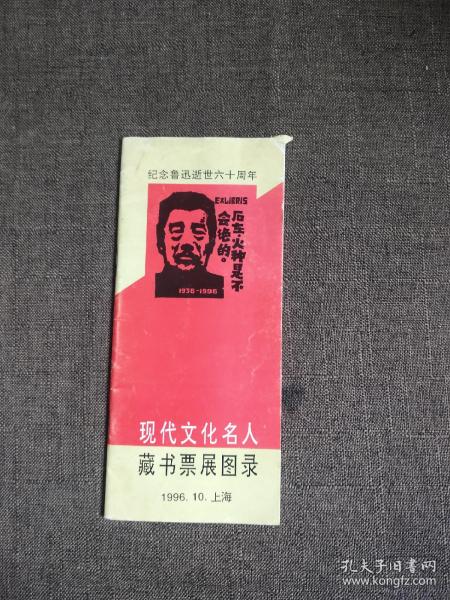 纪念鲁迅逝世六十周年
EXLIBRIS
石在，火种是不
会绝的。
1936-1996
现代文化名人
藏书票展图录
1996.10.上海
孔夫子旧书网
www.kongfz.com